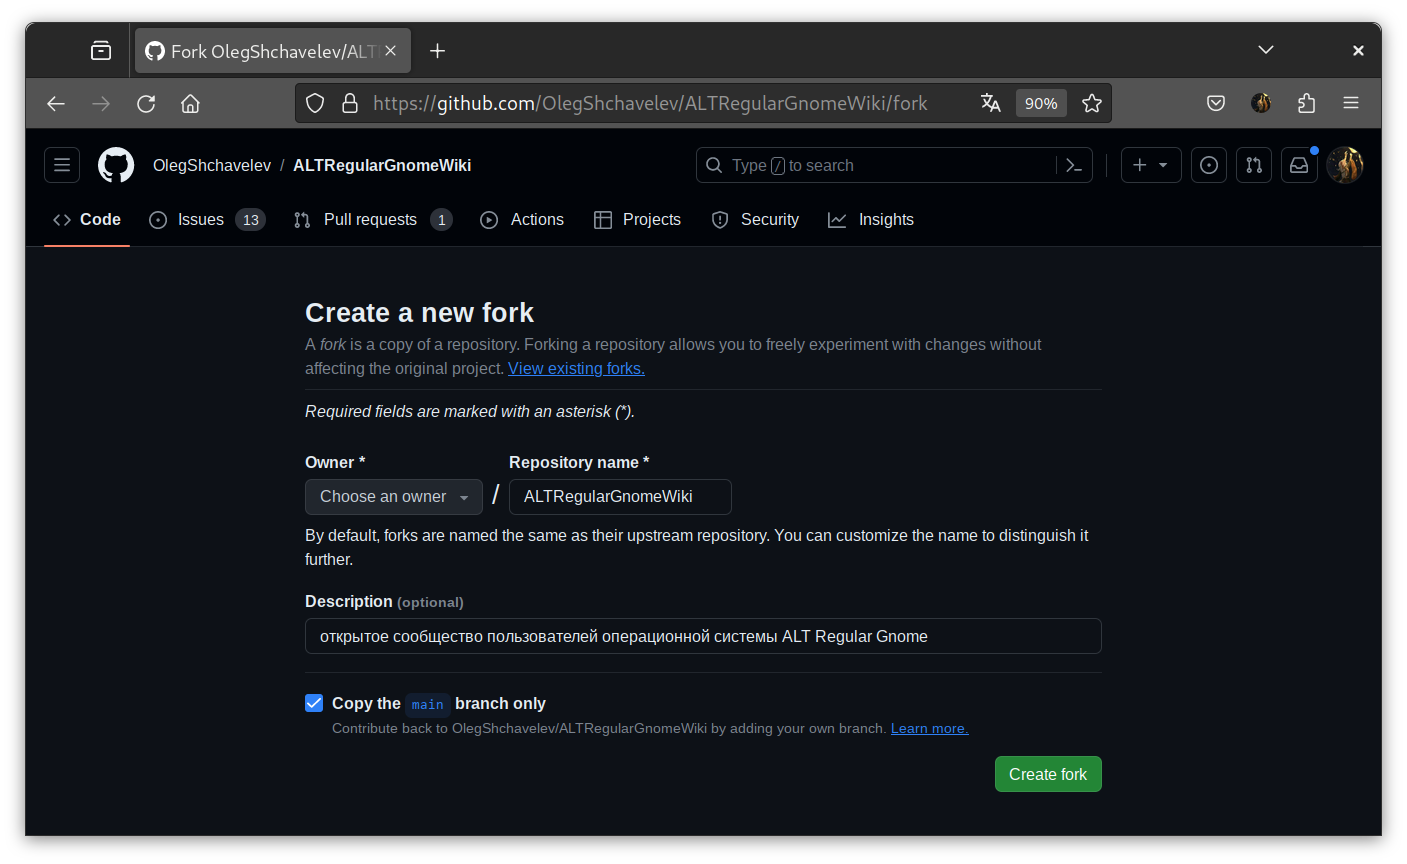 Fork OlegShchavelev/ALT
https://github.com/OlegShchavelev/ALTRegularGnomeWiki/fork
90%
OlegShchavelev / ALTRegularGnomeWiki
Type / to search
Code
Issues 13
Pull requests 1
Actions
Projects
Security
Insights
Create a new fork
A fork is a copy of a repository. Forking a repository allows you to freely experiment with changes without
affecting the original project. View existing forks.
Required fields are marked with an asterisk (*).
Owner *
Repository name *
Choose an owner / ALTRegularGnomeWiki
By default, forks are named the same as their upstream repository. You can customize the name to distinguish it
further.
Description (optional)
открытое сообщество пользователей операционной системы ALT Regular Gnome
Copy the main branch only
Contribute back to OlegShchavelev/ALTRegularGnomeWiki by adding your own branch. Learn more.
Create fork